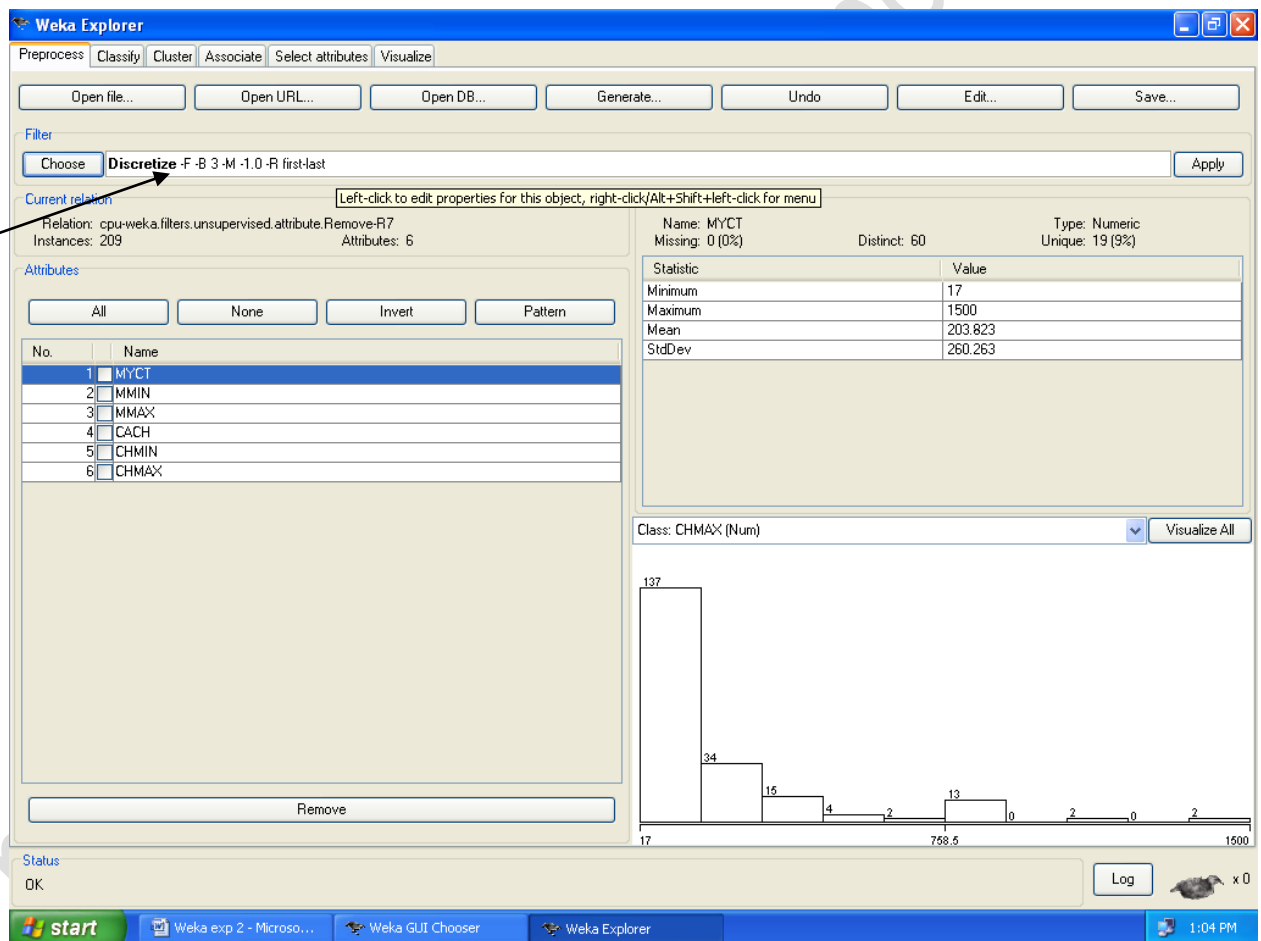 Weka Explorer
Preprocess Classify Cluster Associate Select attributes Visualize
Open file... Open URL... Open DB... Generate... Undo Edit... Save...
Filter
Choose Discretize -F -B 3 -M -1.0 -R first-last Apply
Left-click to edit properties for this object, right-click/Alt+Shift+left-click for menu
Current relation
Relation: cpu-weka.filters.unsupervised.attribute.Remove-R7
Instances: 209 Attributes: 6
Attributes
All None Invert Pattern
No. Name
1 MYCT
2 MMIN
3 MMAX
4 CACH
5 CHMIN
6 CHMAX
Remove
Name: MYCT Type: Numeric
Missing: 0 (0%) Distinct: 60 Unique: 19 (9%)
Statistic Value
Minimum 17
Maximum 1500
Mean 203.823
StdDev 260.263
Class: CHMAX (Num) Visualize All
137
34
15
4
2
13
0
2
0
2
17 758.5 1500
Status
OK
Log x 0
start Weka exp 2 - Microso... Weka GUI Chooser Weka Explorer 1:04 PM